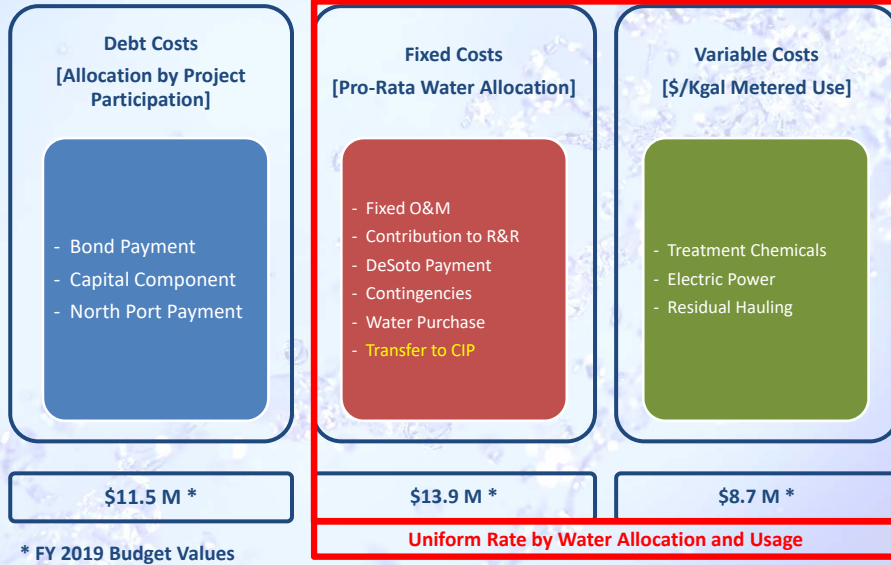 Debt Costs
[Allocation by Project
Participation]
- Bond Payment
- Capital Component
- North Port Payment
$11.5 M *
Fixed Costs
[Pro-Rata Water Allocation]
- Fixed O&M
- Contribution to R&R
- DeSoto Payment
- Contingencies
- Water Purchase
- Transfer to CIP
$13.9 M *
Variable Costs
[$/Kgal Metered Use]
- Treatment Chemicals
- Electric Power
- Residual Hauling
$8.7 M *
Uniform Rate by Water Allocation and Usage
* FY 2019 Budget Values